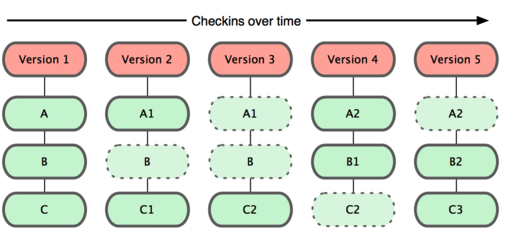 Checkins over time
Version 1 Version 2 Version 3 Version 4 Version 5
A A1 A1 A2 A2
B B B B1 B2
C C1 C2 C2 C3